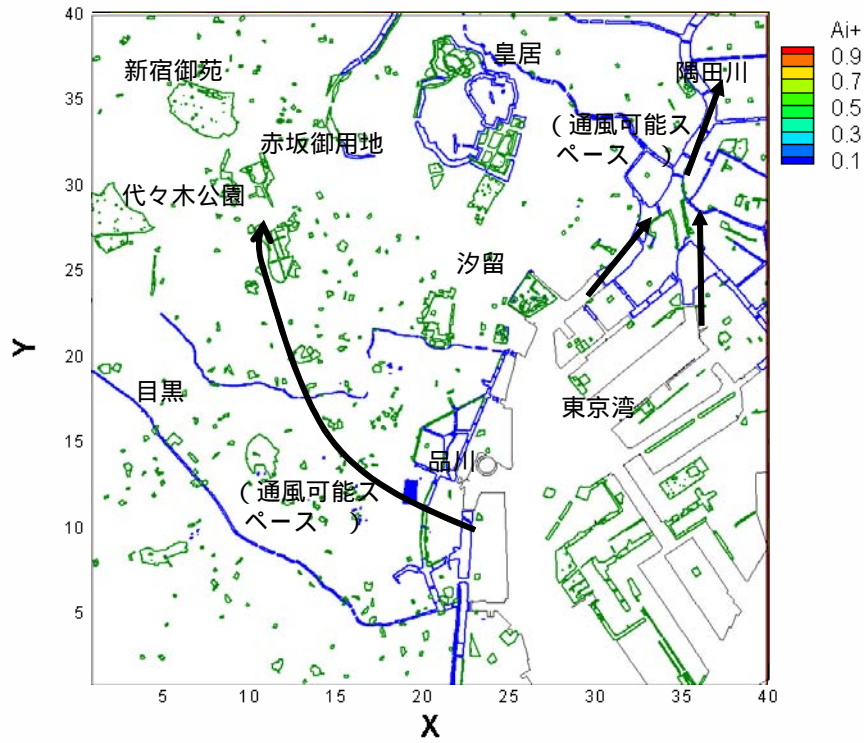 40
35
30
25
20
15
10
5
Y
5
10
15
20
25
30
35
40
X
Ai+
0.9
0.7
0.5
0.3
0.1
皇居
新宿御苑
隅田川
(通風可能ス
ペース )
赤坂御用地
代々木公園
汐留
目黒
東京湾
品川
(通風可能ス
ペース )